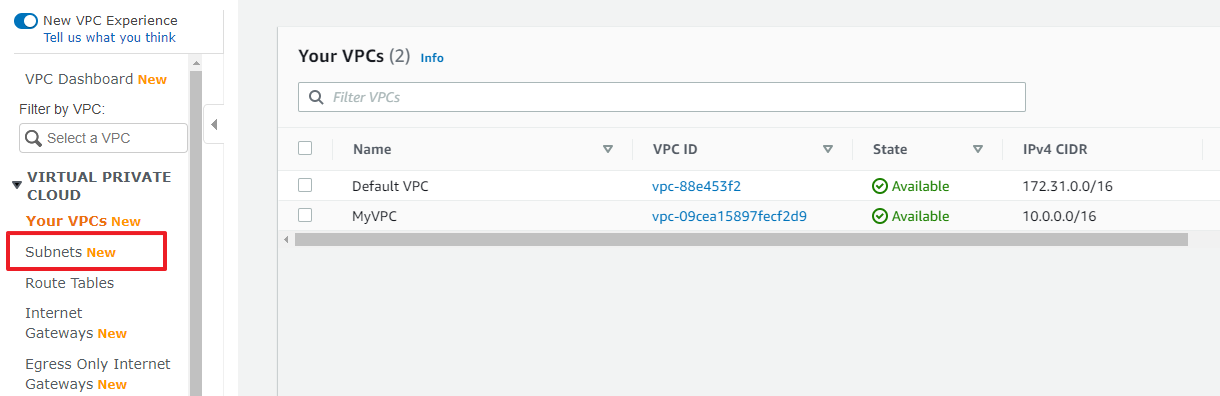 New VPC Experience
Tell us what you think
VPC Dashboard New
Filter by VPC:
Select a VPC
VIRTUAL PRIVATE
CLOUD
Your VPCs New
Subnets New
Route Tables
Internet
Gateways New
Egress Only Internet
Gateways New
Your VPCs (2) Info
Filter VPCs
Name VPC ID State IPv4 CIDR
Default VPC vpc-88e453f2 Available 172.31.0.0/16
MyVPC vpc-09cea15897fecf2d9 Available 10.0.0.0/16